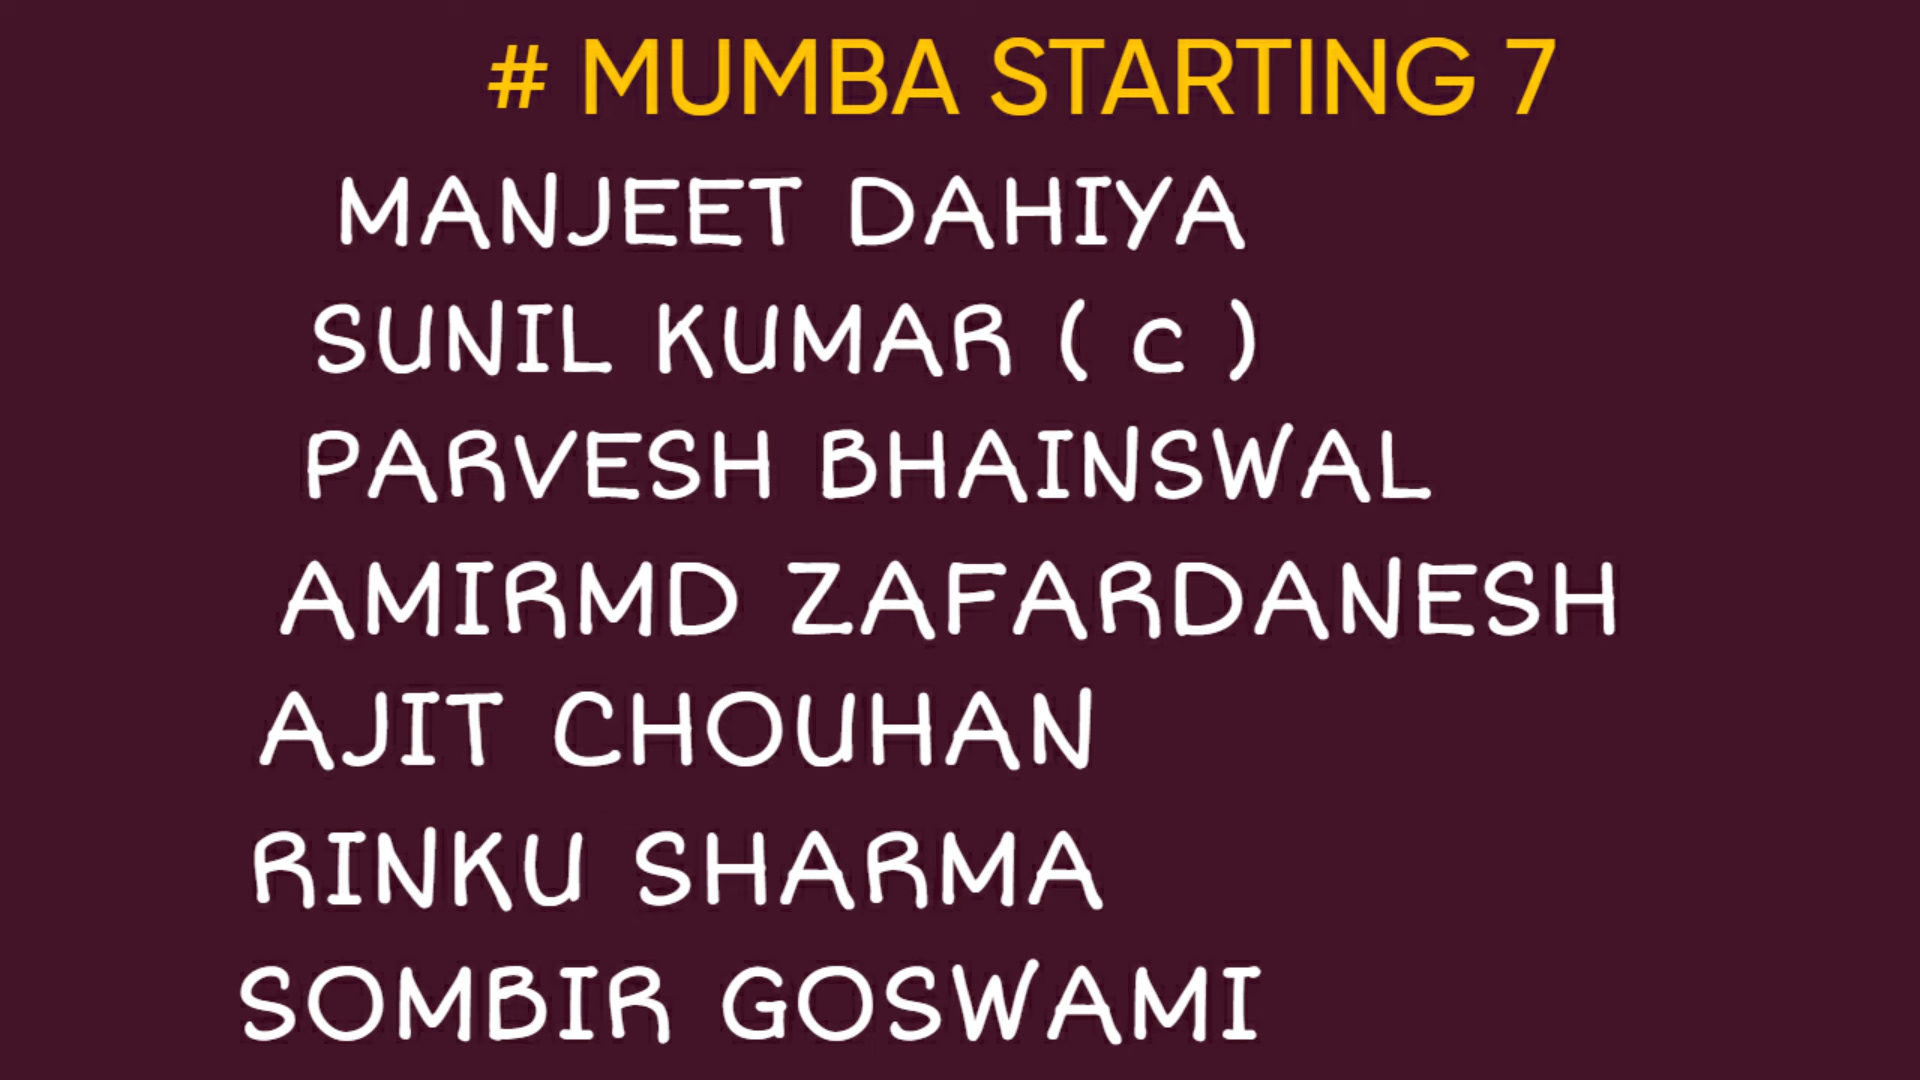 # MUMBA STARTING 7
MANJEET DAHIYA
SUNIL KUMAR ( c )
PARVESH BHAINSWAL
AMIRMD ZAFARDANESH
AJIT CHOUHAN
RINKU SHARMA
SOMBIR GOSWAMI